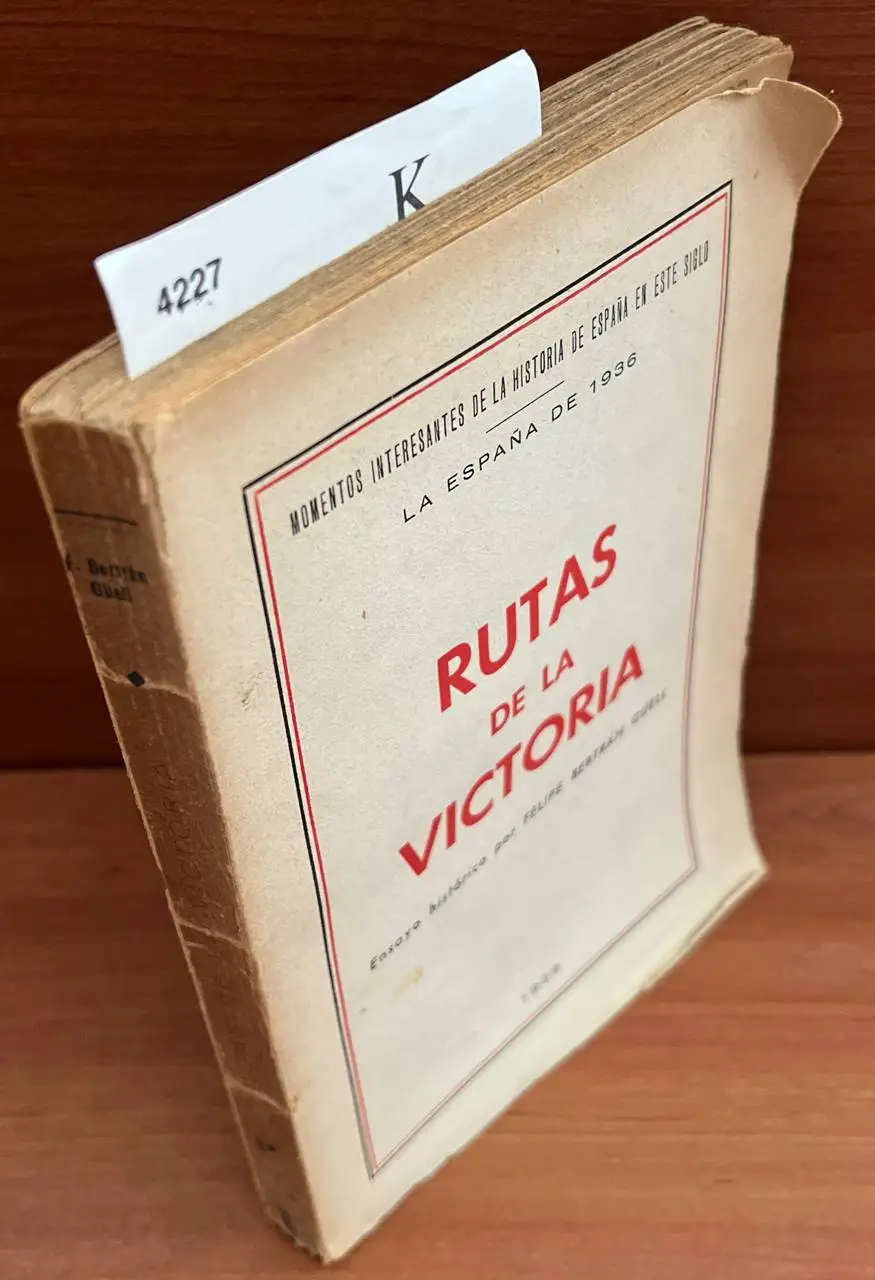 K
4227
MOMENTOS INTERESANTES DE LA HISTORIA DE ESPAÑA EN ESTE SIGLO
LA ESPAÑA DE 1936
RUTAS
DE LA
VICTORIA
Ensayo histórico por FELIPE BERTRÁN GÜELL
F. Bertrán
Güell
VICTORIA